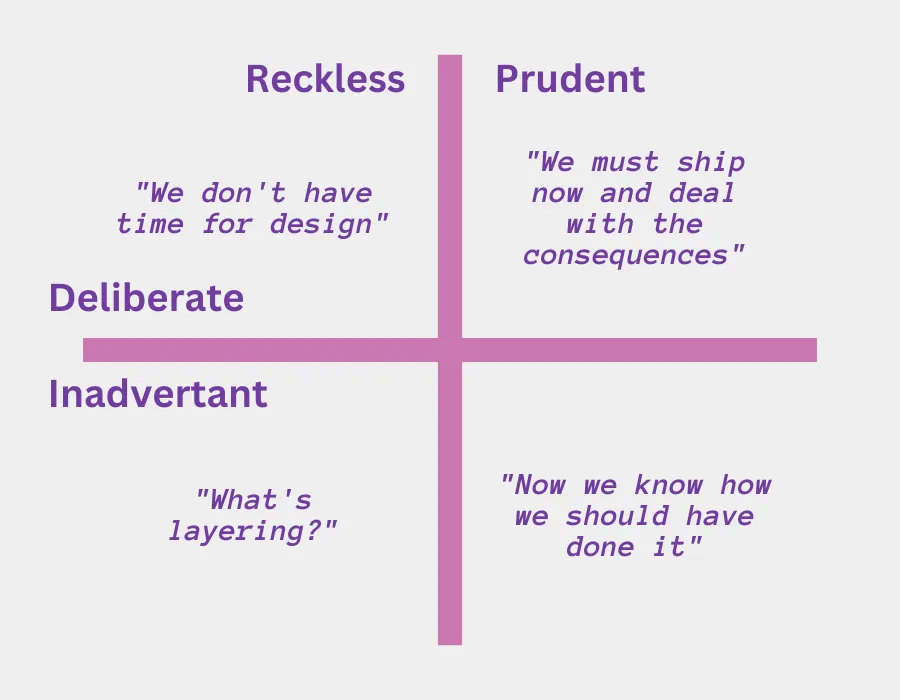 Reckless
Prudent
"We don't have
time for design"
"We must ship
now and deal
with the
consequences"
Deliberate
Inadvertant
"What's
layering?"
"Now we know how
we should have
done it"